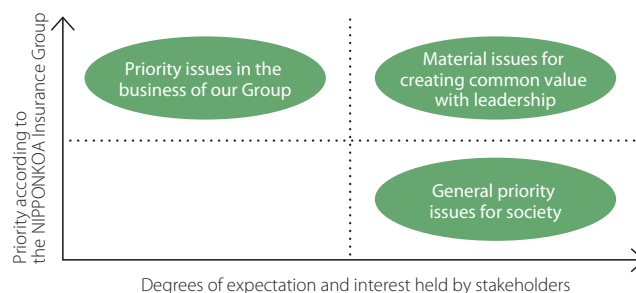 Priority according to
the NIPPONKOA Insurance Group
Priority issues in the
business of our Group
Material issues for
creating common value
with leadership
General priority
issues for society
Degrees of expectation and interest held by stakeholders